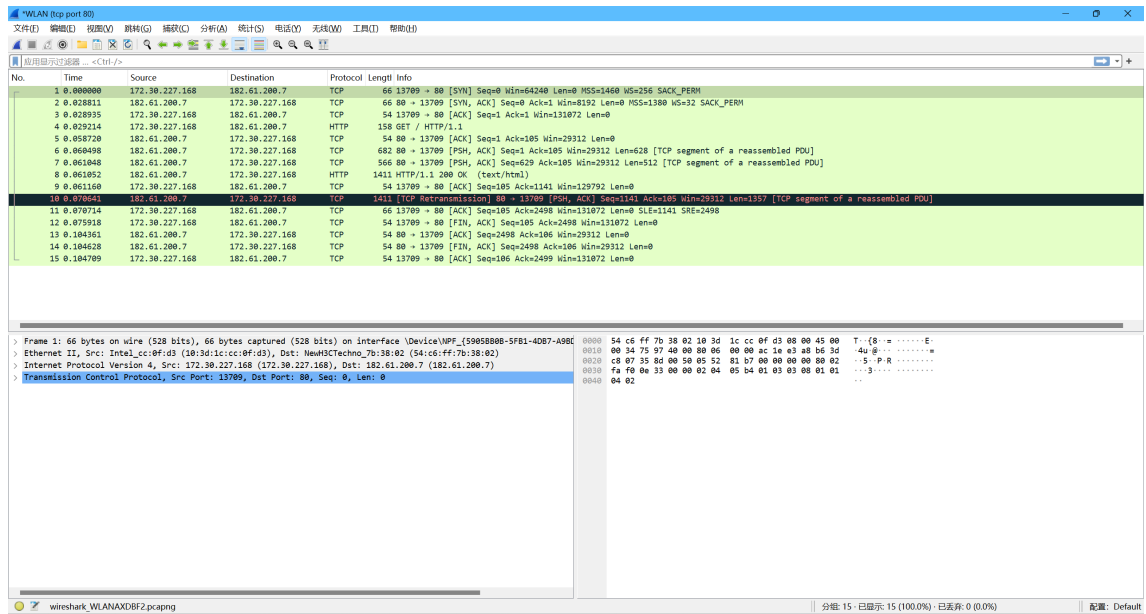 *WLAN (tcp port 80)
文件(F) 编辑(E) 视图(V) 跳转(G) 捕获(C) 分析(A) 统计(S) 电话(Y) 无线(W) 工具(T) 帮助(H)
应用显示过滤器 … <Ctrl-/>
No. Time Source Destination Protocol Lengtl Info
1 0.000000 172.30.227.168 182.61.200.7 TCP 66 13709 → 80 [SYN] Seq=0 Win=64240 Len=0 MSS=1460 WS=256 SACK_PERM
2 0.028811 182.61.200.7 172.30.227.168 TCP 66 80 → 13709 [SYN, ACK] Seq=0 Ack=1 Win=8192 Len=0 MSS=1380 WS=32 SACK_PERM
3 0.028935 172.30.227.168 182.61.200.7 TCP 54 13709 → 80 [ACK] Seq=1 Ack=1 Win=131072 Len=0
4 0.029214 172.30.227.168 182.61.200.7 HTTP 158 GET / HTTP/1.1
5 0.058720 182.61.200.7 172.30.227.168 TCP 54 80 → 13709 [ACK] Seq=1 Ack=105 Win=29312 Len=0
6 0.060498 182.61.200.7 172.30.227.168 TCP 682 80 → 13709 [PSH, ACK] Seq=1 Ack=105 Win=29312 Len=628 [TCP segment of a reassembled PDU]
7 0.061048 182.61.200.7 172.30.227.168 TCP 566 80 → 13709 [PSH, ACK] Seq=629 Ack=105 Win=29312 Len=512 [TCP segment of a reassembled PDU]
8 0.061052 182.61.200.7 172.30.227.168 HTTP 1411 HTTP/1.1 200 OK (text/html)
9 0.061160 172.30.227.168 182.61.200.7 TCP 54 13709 → 80 [ACK] Seq=105 Ack=1141 Win=129792 Len=0
10 0.070641 182.61.200.7 172.30.227.168 TCP 1411 [TCP Retransmission] 80 → 13709 [PSH, ACK] Seq=1141 Ack=105 Win=29312 Len=1357 [TCP segment of a reassembled PDU]
11 0.070714 172.30.227.168 182.61.200.7 TCP 66 13709 → 80 [ACK] Seq=105 Ack=2498 Win=131072 Len=0 SLE=1141 SRE=2498
12 0.075918 172.30.227.168 182.61.200.7 TCP 54 13709 → 80 [FIN, ACK] Seq=105 Ack=2498 Win=131072 Len=0
13 0.104361 182.61.200.7 172.30.227.168 TCP 54 80 → 13709 [ACK] Seq=2498 Ack=106 Win=29312 Len=0
14 0.104628 182.61.200.7 172.30.227.168 TCP 54 80 → 13709 [FIN, ACK] Seq=2498 Ack=106 Win=29312 Len=0
15 0.104709 172.30.227.168 182.61.200.7 TCP 54 13709 → 80 [ACK] Seq=106 Ack=2499 Win=131072 Len=0
Frame 1: 66 bytes on wire (528 bits), 66 bytes captured (528 bits) on interface \Device\NPF_{5905BB0B-5FB1-4DB7-A9BD
Ethernet II, Src: Intel_cc:0f:d3 (10:3d:1c:cc:0f:d3), Dst: NewH3CTechno_7b:38:02 (54:c6:ff:7b:38:02)
Internet Protocol Version 4, Src: 172.30.227.168 (172.30.227.168), Dst: 182.61.200.7 (182.61.200.7)
Transmission Control Protocol, Src Port: 13709, Dst Port: 80, Seq: 0, Len: 0
0000 54 c6 ff 7b 38 02 10 3d 1c cc 0f d3 08 00 45 00 T··{8··= ······E·
0010 00 34 75 97 40 00 80 06 00 00 ac 1e e3 a8 b6 3d ·4u·@··· ·······=
0020 c8 07 35 8d 00 50 05 52 81 b7 00 00 00 00 80 02 ··5··P·R ········
0030 fa f0 0e 33 00 00 02 04 05 b4 01 03 03 08 01 01 ···3···· ········
0040 04 02 ··
wireshark_WLANAXDBF2.pcapng 分组: 15 · 已显示: 15 (100.0%) · 已丢弃: 0 (0.0%) 配置: Default